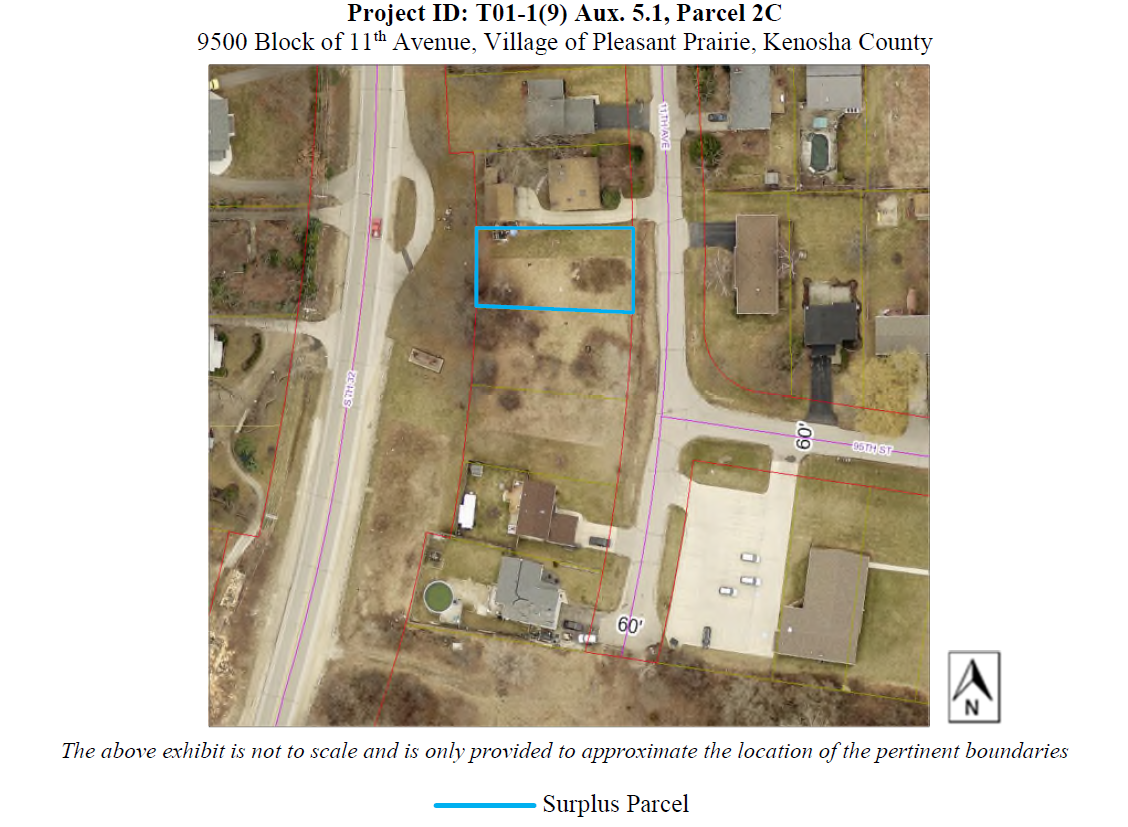 Project ID: T01-1(9) Aux. 5.1, Parcel 2C
9500 Block of 11th Avenue, Village of Pleasant Prairie, Kenosha County
11TH AVE
STH 32
60'
95TH ST
60'
N
The above exhibit is not to scale and is only provided to approximate the location of the pertinent boundaries
Surplus Parcel